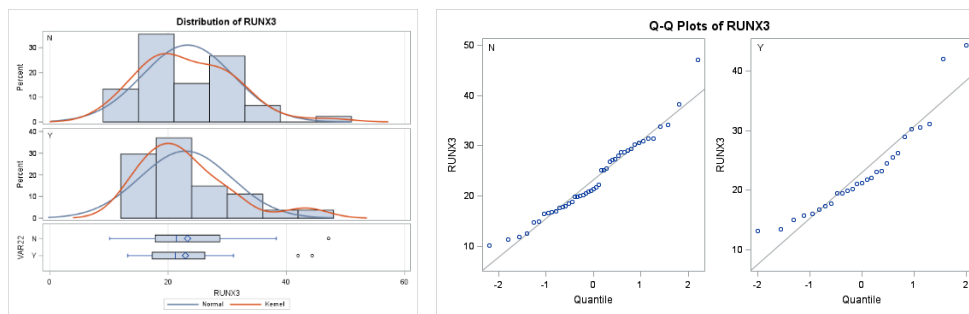 Distribution of RUNX3
N
30
20
10
0
Percent
Y
40
30
20
10
0
Percent
N
Y
VAR22
0
20
40
60
RUNX3
Normal
Kernel
Q-Q Plots of RUNX3
N
50
40
30
20
10
RUNX3
-2
-1
0
1
2
Quantile
Y
40
30
20
10
RUNX3
-2
-1
0
1
2
Quantile